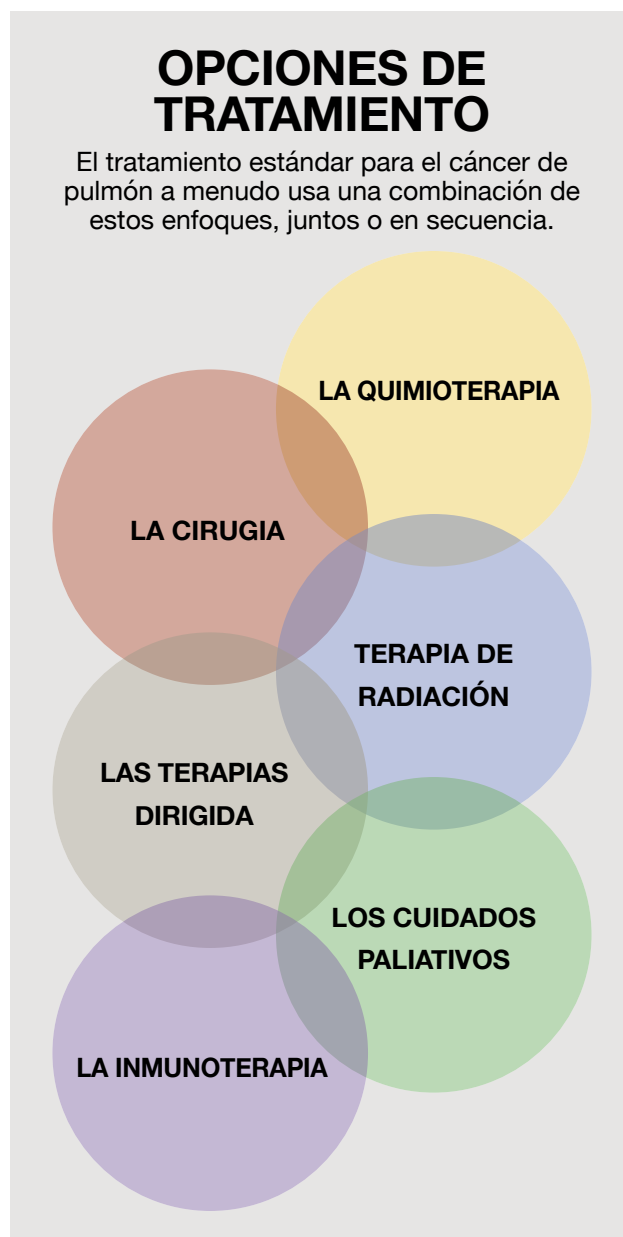 OPCIONES DE
TRATAMIENTO
El tratamiento estándar para el cáncer de
pulmón a menudo usa una combinación de
estos enfoques, juntos o en secuencia.
LA QUIMIOTERAPIA
LA CIRUGIA
TERAPIA DE
RADIACIÓN
LAS TERAPIAS
DIRIGIDA
LOS CUIDADOS
PALIATIVOS
LA INMUNOTERAPIA